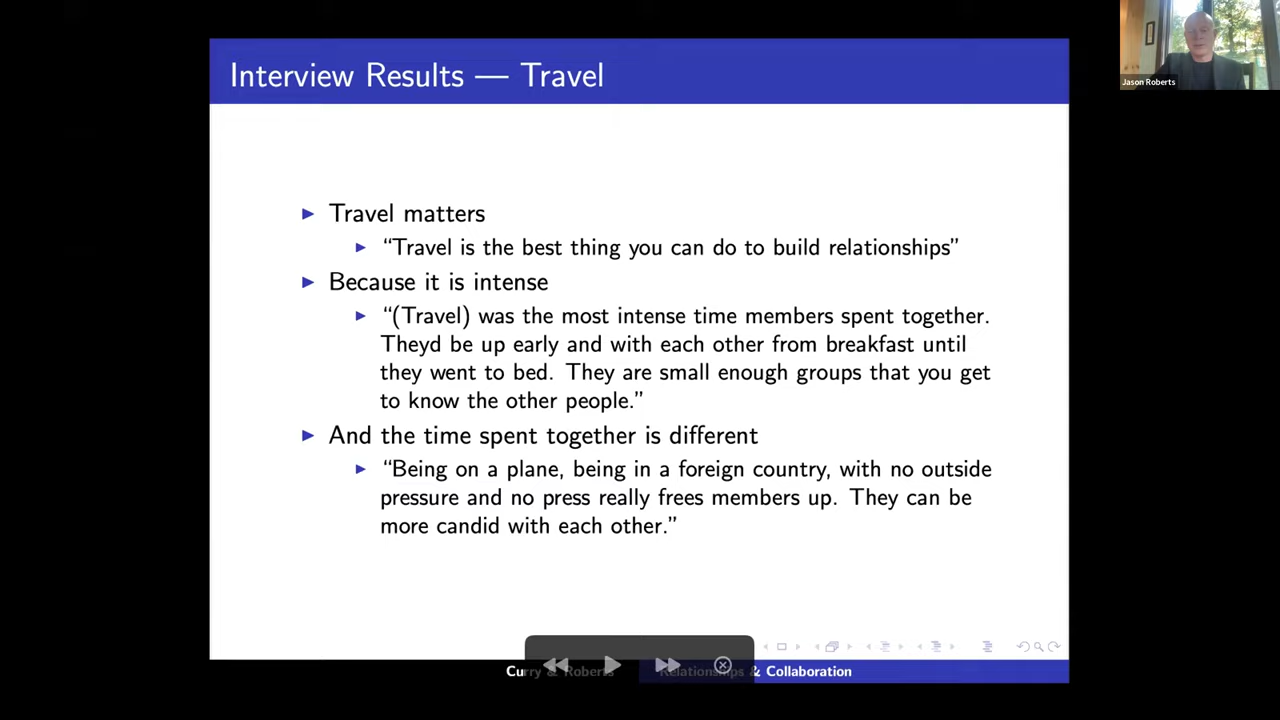 Interview Results — Travel
Jason Roberts
▶ Travel matters
▶ “Travel is the best thing you can do to build relationships”
▶ Because it is intense
▶ “(Travel) was the most intense time members spent together.
Theyd be up early and with each other from breakfast until
they went to bed. They are small enough groups that you get
to know the other people.”
▶ And the time spent together is different
▶ “Being on a plane, being in a foreign country, with no outside
pressure and no press really frees members up. They can be
more candid with each other.”
Curry & Roberts
Relationships & Collaboration